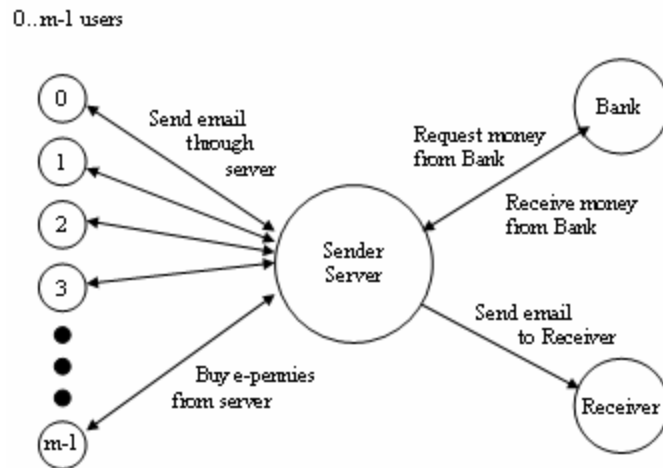 0..m-1 users
0
Send email
through
server
1
2
3
m-1
Buy e-pennies
from server
Sender
Server
Bank
Request money
from Bank
Receive money
from Bank
Send email
to Receiver
Receiver